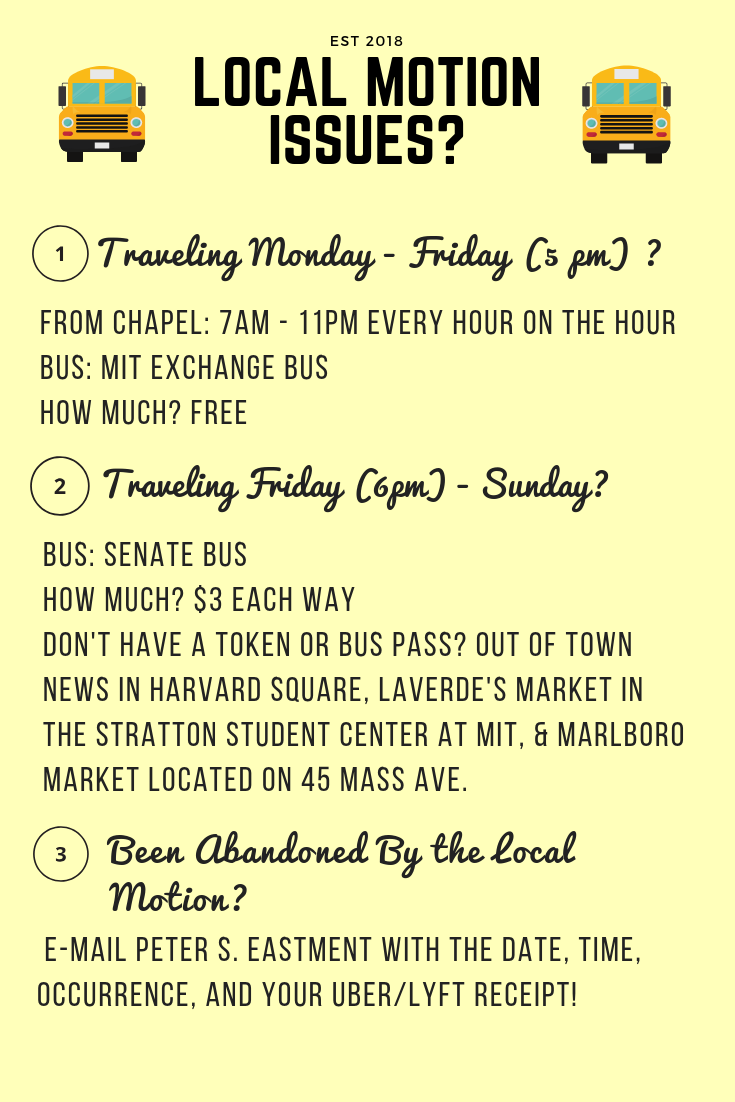 EST 2018
LOCAL MOTION
ISSUES?
1 Traveling Monday - Friday (5 pm) ?
FROM CHAPEL: 7AM - 11PM EVERY HOUR ON THE HOUR
BUS: MIT EXCHANGE BUS
HOW MUCH? FREE
2 Traveling Friday (6pm) - Sunday?
BUS: SENATE BUS
HOW MUCH? $3 EACH WAY
DON'T HAVE A TOKEN OR BUS PASS? OUT OF TOWN
NEWS IN HARVARD SQUARE, LAVERDE'S MARKET IN
THE STRATTON STUDENT CENTER AT MIT, & MARLBORO
MARKET LOCATED ON 45 MASS AVE.
3 Been Abandoned By the Local
Motion?
E-MAIL PETER S. EASTMENT WITH THE DATE, TIME,
OCCURRENCE, AND YOUR UBER/LYFT RECEIPT!